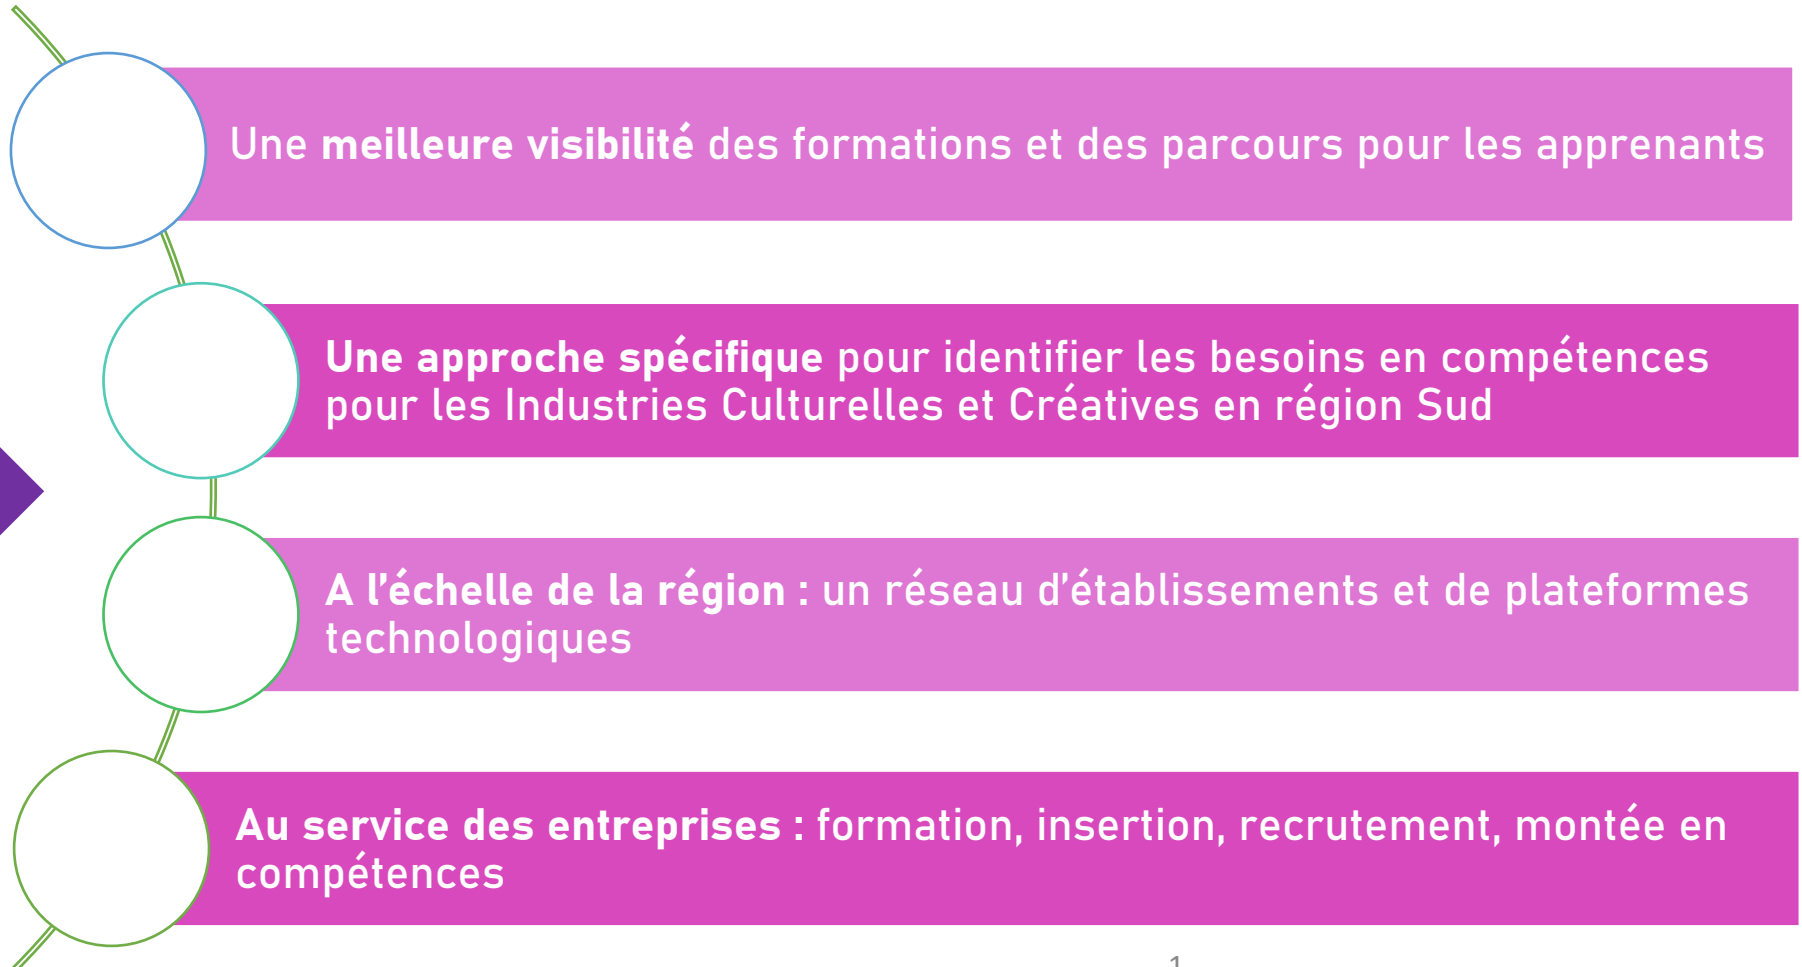 Une meilleure visibilité des formations et des parcours pour les apprenants
Une approche spécifique pour identifier les besoins en compétences
pour les Industries Culturelles et Créatives en région Sud
A l’échelle de la région : un réseau d’établissements et de plateformes
technologiques
Au service des entreprises : formation, insertion, recrutement, montée en
compétences
1